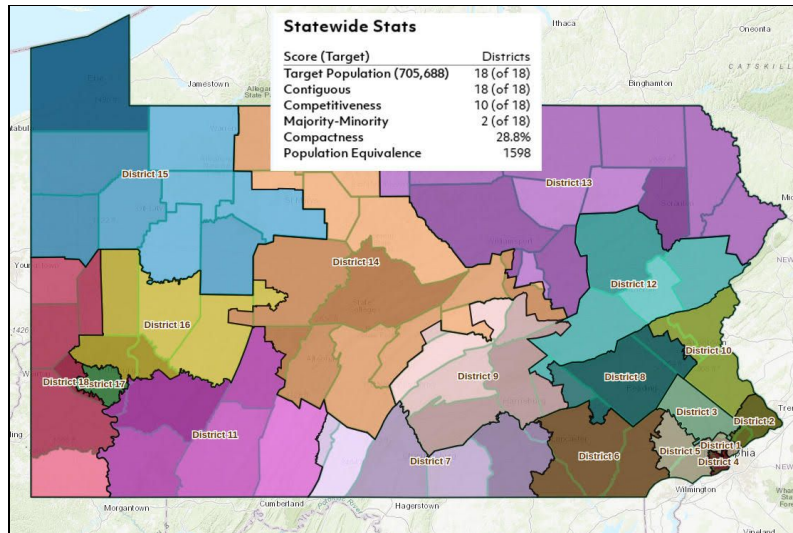 Statewide Stats
Score (Target) Districts
Target Population (705,688) 18 (of 18)
Contiguous 18 (of 18)
Competitiveness 10 (of 18)
Majority-Minority 2 (of 18)
Compactness 28.8%
Population Equivalence 1598
Ithaca
Oneonta
CATSKILL
Jamestown
Binghamton
District 15
District 13
District 14
District 12
District 16
District 10
District 18
District 17
District 9
District 8
District 3
District 2
District 11
District 7
District 6
District 5
District 1
District 4
phia
Wilmington
Morgantown
Cumberland
Hagerstown
Vineland